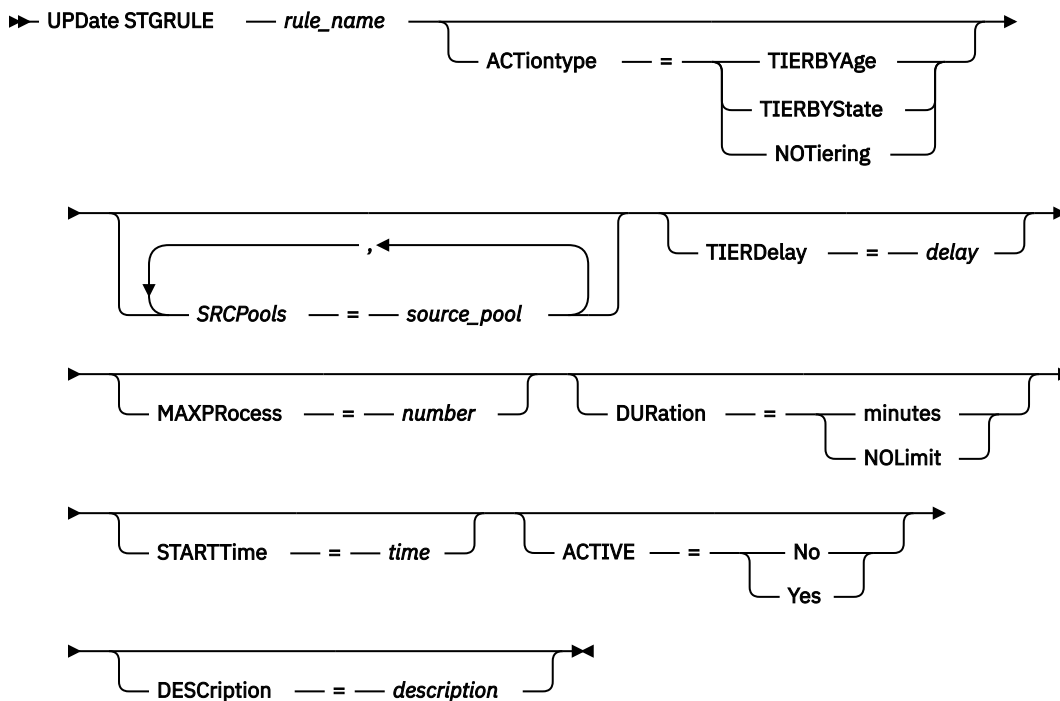 UPDate STGRULE — rule_name
ACTiontype — = — TIERBYAge
TIERBYState
NOTiering
,
SRCPools — = — source_pool
TIERDelay — = — delay
MAXPRocess — = — number
DURation — = — minutes
NOLimit
STARTTime — = — time
ACTIVE — = — No
Yes
DESCription — = — description